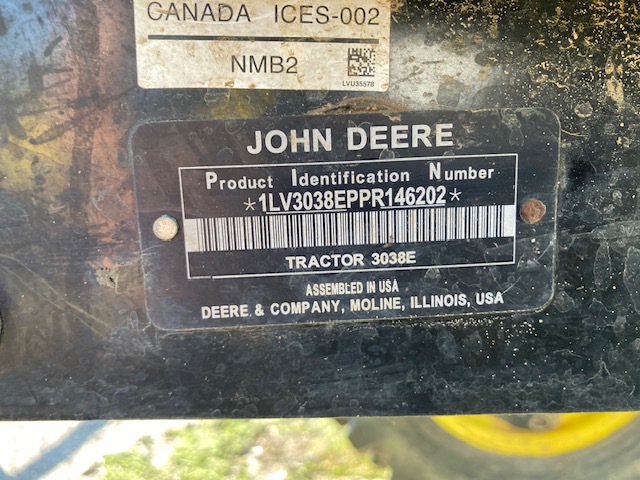 CANADA ICES-002
NMB2
LVU35578
JOHN DEERE
Product Identification Number
*1LV3038EPPR146202*
TRACTOR 3038E
ASSEMBLED IN USA
DEERE & COMPANY, MOLINE, ILLINOIS, USA